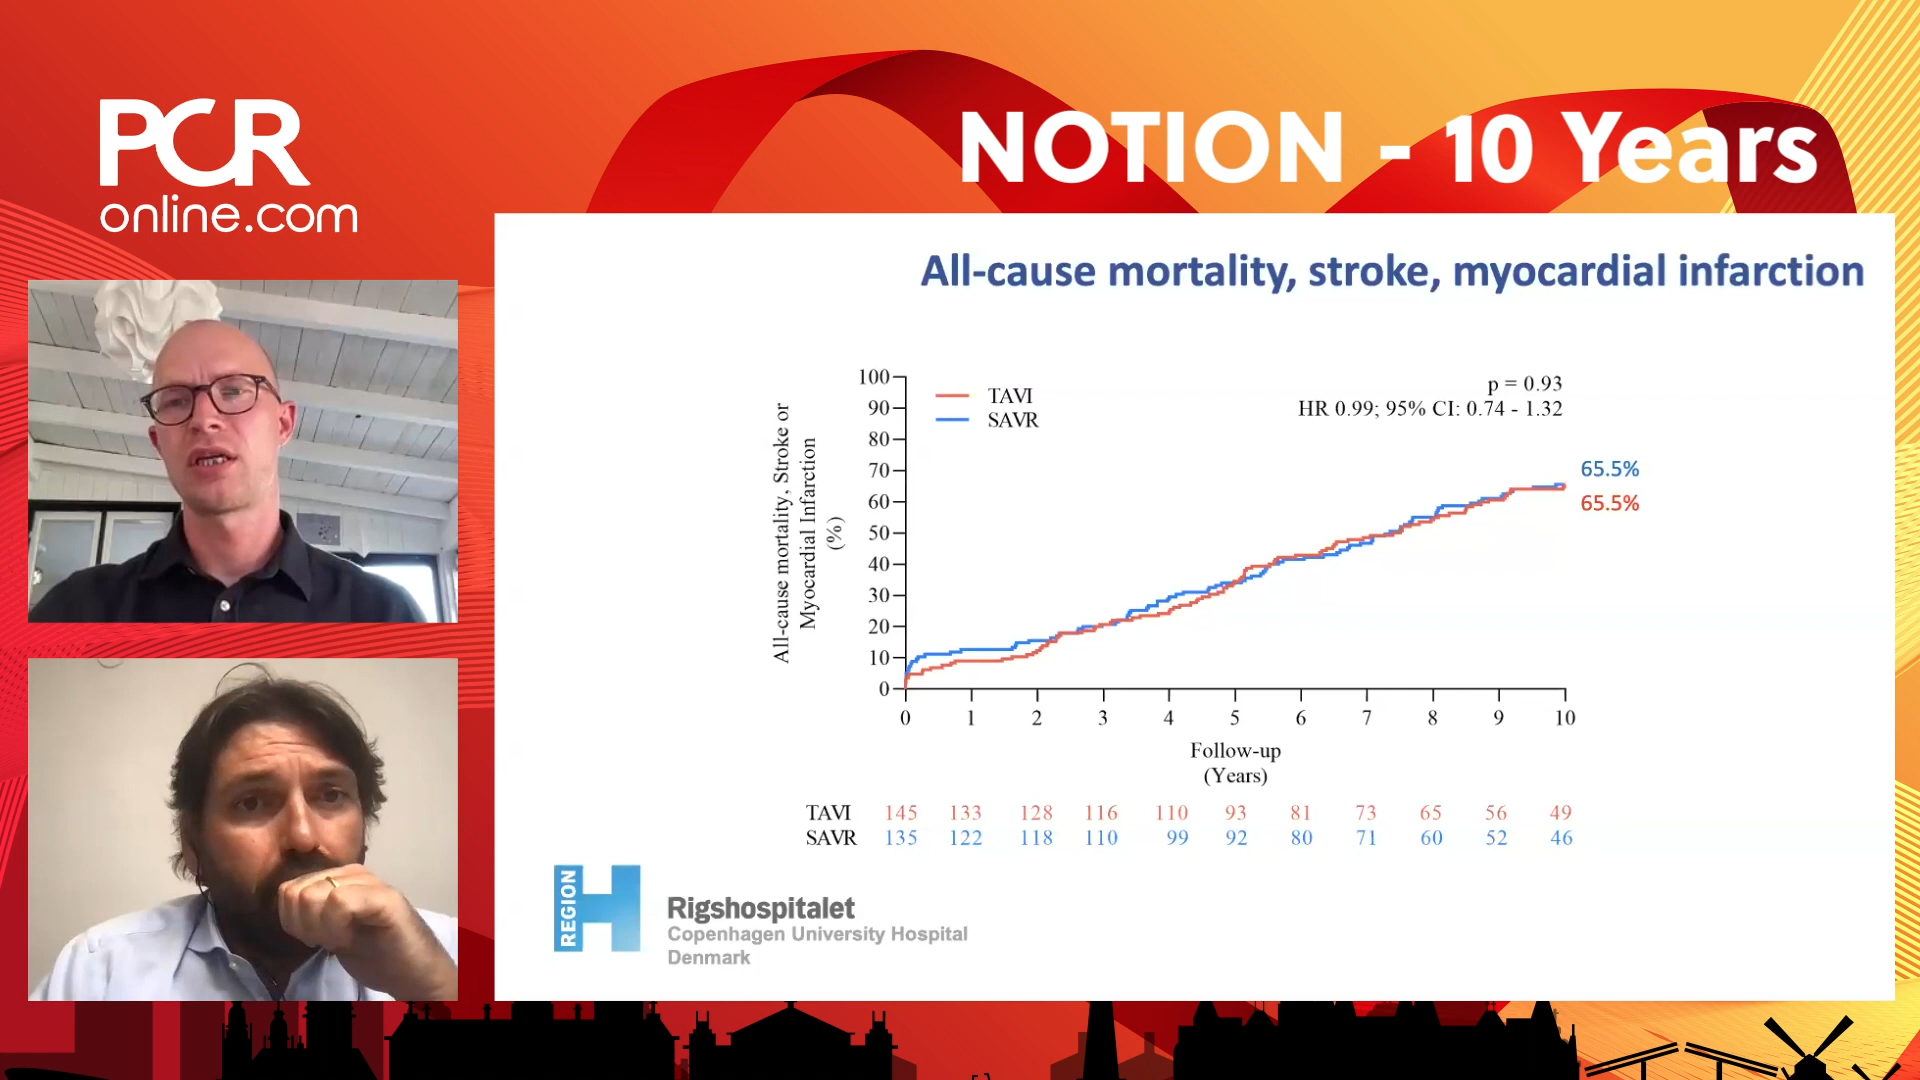 PCR
online.com
NOTION - 10 Years
All-cause mortality, stroke, myocardial infarction
All-cause mortality, Stroke or
Myocardial Infarction
(%)
100
90
80
70
60
50
40
30
20
10
0
TAVI
SAVR
p = 0.93
HR 0.99; 95% CI: 0.74 - 1.32
65.5%
65.5%
0 1 2 3 4 5 6 7 8 9 10
Follow-up
(Years)
TAVI 145 133 128 116 110 93 81 73 65 56 49
SAVR 135 122 118 110 99 92 80 71 60 52 46
REGION
H
Rigshospitalet
Copenhagen University Hospital
Denmark